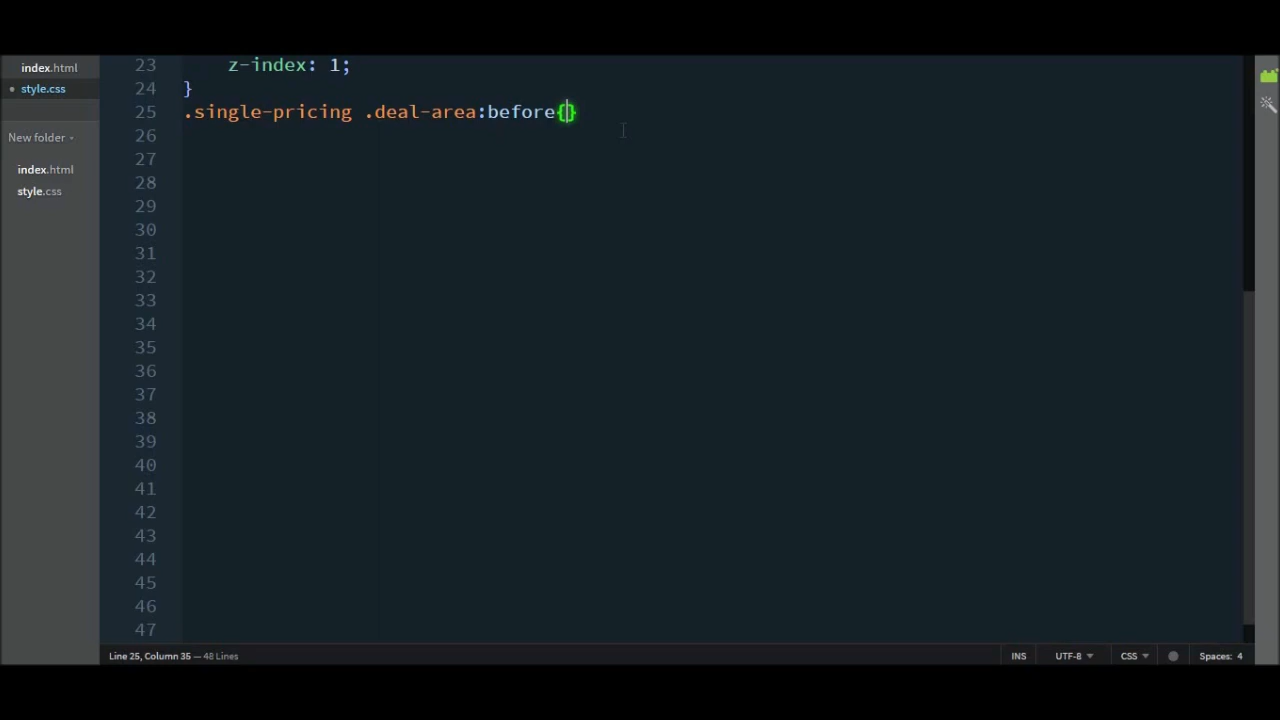 index.html
style.css
New folder
index.html
style.css
23 z-index: 1;
24 }
25 .single-pricing .deal-area:before{}
26
27
28
29
30
31
32
33
34
35
36
37
38
39
40
41
42
43
44
45
46
47
Line 25, Column 35 — 48 Lines
INS UTF-8 CSS Spaces: 4